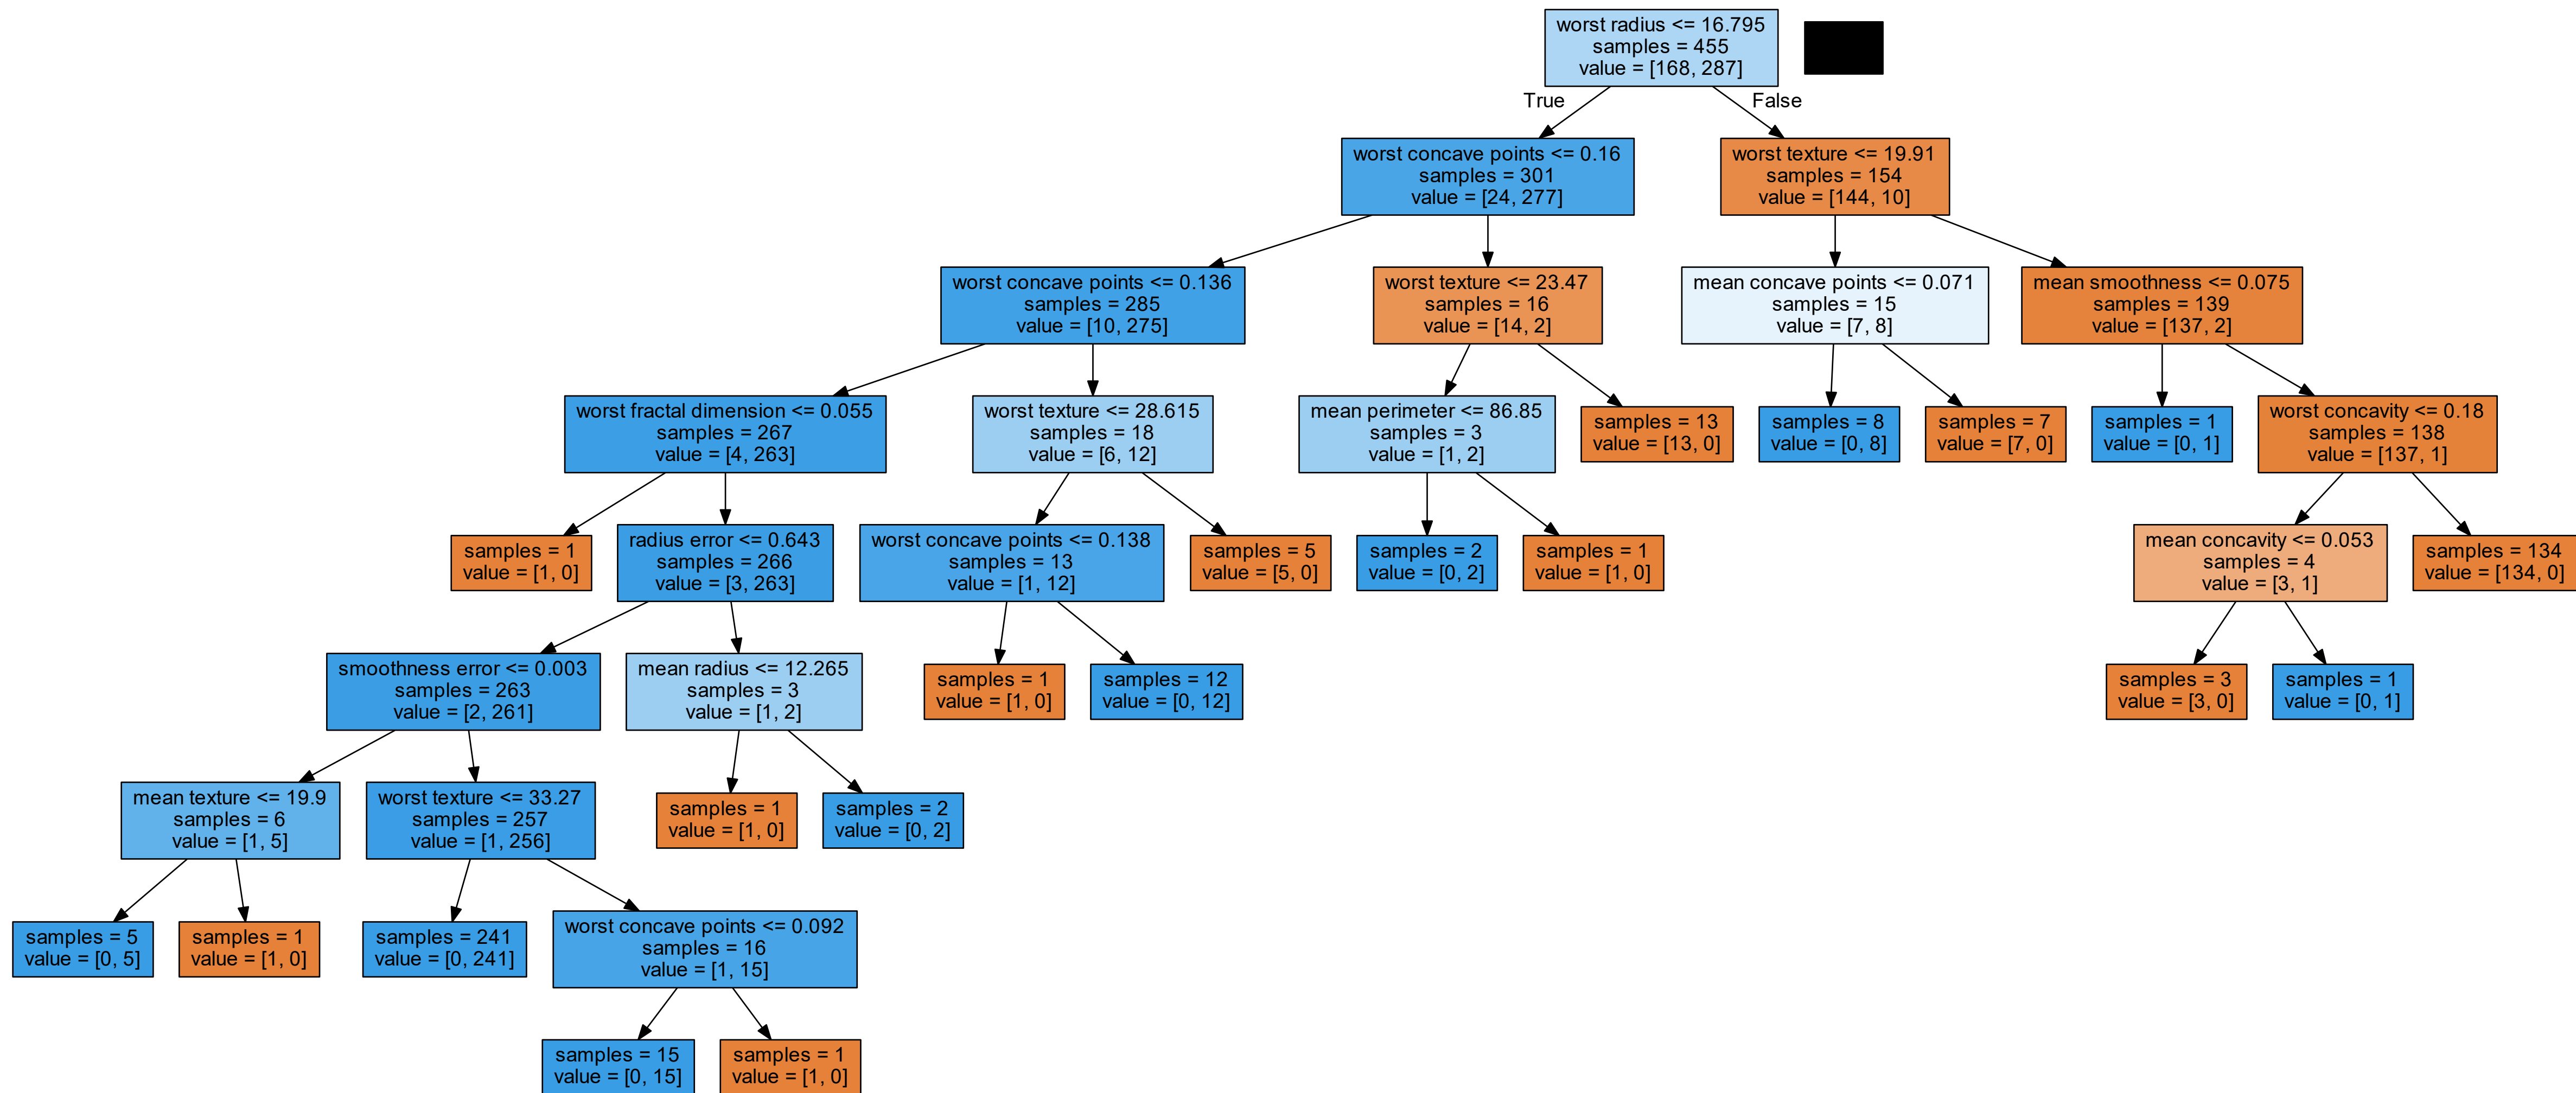 worst radius <= 16.795
samples = 455
value = [168, 287]
True
False
worst concave points <= 0.16
samples = 301
value = [24, 277]
worst texture <= 19.91
samples = 154
value = [144, 10]
worst concave points <= 0.136
samples = 285
value = [10, 275]
worst texture <= 23.47
samples = 16
value = [14, 2]
mean concave points <= 0.071
samples = 15
value = [7, 8]
mean smoothness <= 0.075
samples = 139
value = [137, 2]
worst fractal dimension <= 0.055
samples = 267
value = [4, 263]
worst texture <= 28.615
samples = 18
value = [6, 12]
mean perimeter <= 86.85
samples = 3
value = [1, 2]
samples = 13
value = [13, 0]
samples = 8
value = [0, 8]
samples = 7
value = [7, 0]
samples = 1
value = [0, 1]
worst concavity <= 0.18
samples = 138
value = [137, 1]
samples = 1
value = [1, 0]
radius error <= 0.643
samples = 266
value = [3, 263]
worst concave points <= 0.138
samples = 13
value = [1, 12]
samples = 5
value = [5, 0]
samples = 2
value = [0, 2]
samples = 1
value = [1, 0]
mean concavity <= 0.053
samples = 4
value = [3, 1]
samples = 134
value = [134, 0]
smoothness error <= 0.003
samples = 263
value = [2, 261]
mean radius <= 12.265
samples = 3
value = [1, 2]
samples = 1
value = [1, 0]
samples = 12
value = [0, 12]
samples = 3
value = [3, 0]
samples = 1
value = [0, 1]
mean texture <= 19.9
samples = 6
value = [1, 5]
worst texture <= 33.27
samples = 257
value = [1, 256]
samples = 1
value = [1, 0]
samples = 2
value = [0, 2]
samples = 5
value = [0, 5]
samples = 1
value = [1, 0]
samples = 241
value = [0, 241]
worst concave points <= 0.092
samples = 16
value = [1, 15]
samples = 15
value = [0, 15]
samples = 1
value = [1, 0]